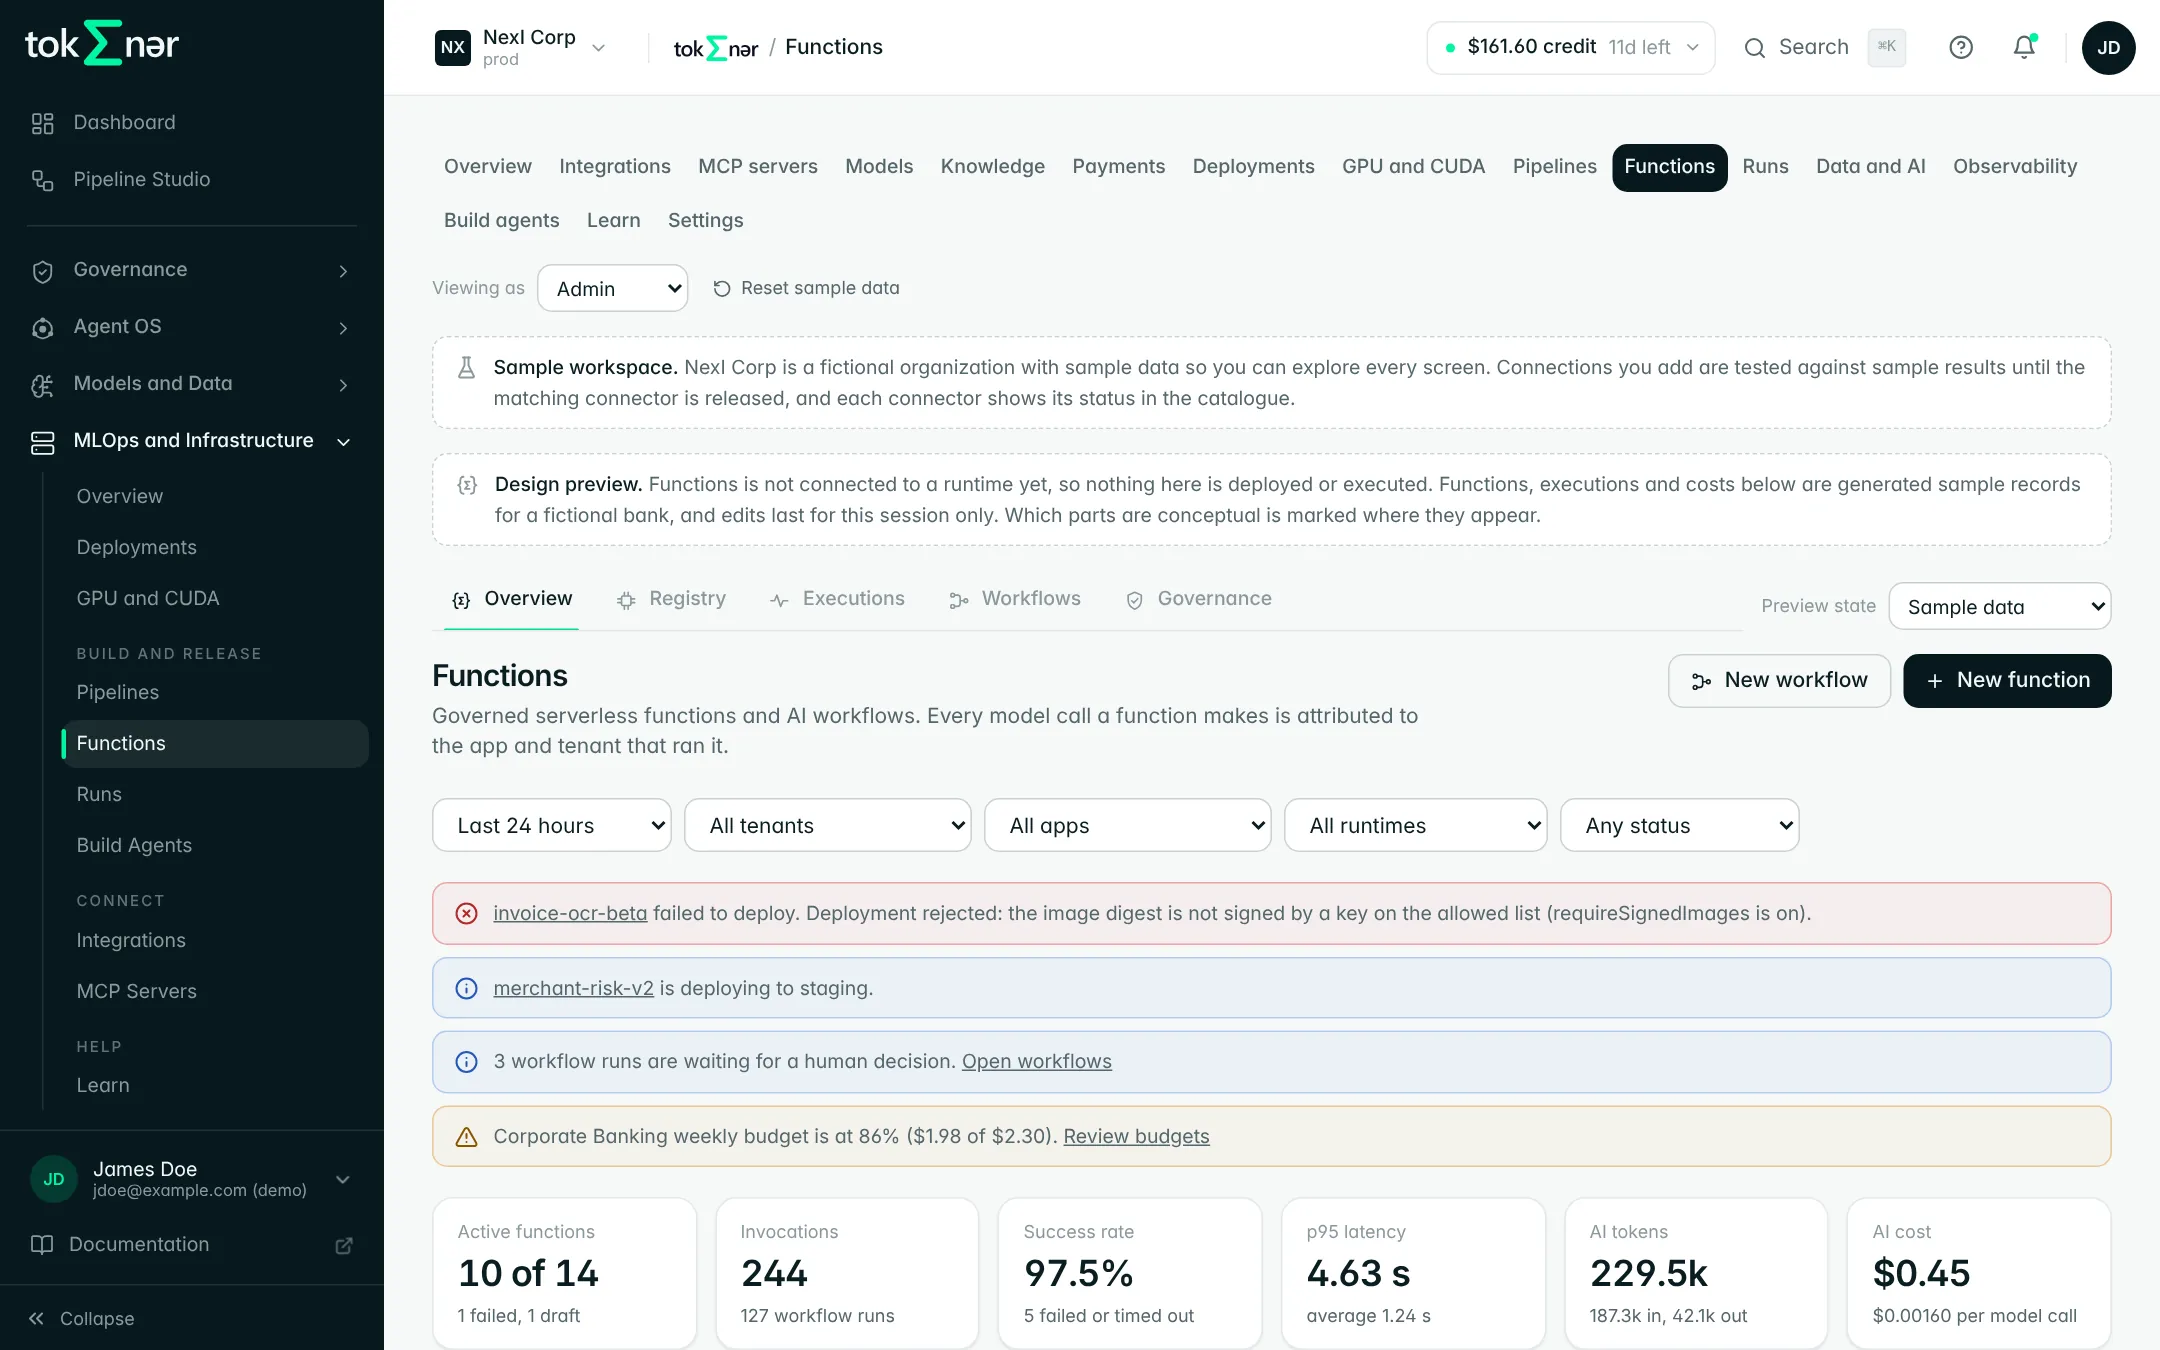 tokΣnər
Dashboard
Pipeline Studio
Governance
Agent OS
Models and Data
MLOps and Infrastructure
Overview
Deployments
GPU and CUDA
BUILD AND RELEASE
Pipelines
Functions
Runs
Build Agents
CONNECT
Integrations
MCP Servers
HELP
Learn
JD
James Doe
jdoe@example.com (demo)
Documentation
Collapse
NX
Nexl Corp
prod
tokΣnər / Functions
$161.60 credit 11d left
Search ⌘K
JD
Overview Integrations MCP servers Models Knowledge Payments Deployments GPU and CUDA Pipelines Functions Runs Data and AI Observability
Build agents Learn Settings
Viewing as Admin Reset sample data
Sample workspace. Nexl Corp is a fictional organization with sample data so you can explore every screen. Connections you add are tested against sample results until the
matching connector is released, and each connector shows its status in the catalogue.
Design preview. Functions is not connected to a runtime yet, so nothing here is deployed or executed. Functions, executions and costs below are generated sample records
for a fictional bank, and edits last for this session only. Which parts are conceptual is marked where they appear.
Overview Registry Executions Workflows Governance
Preview state Sample data
Functions
New workflow
New function
Governed serverless functions and AI workflows. Every model call a function makes is attributed to
the app and tenant that ran it.
Last 24 hours All tenants All apps All runtimes Any status
invoice-ocr-beta failed to deploy. Deployment rejected: the image digest is not signed by a key on the allowed list (requireSignedImages is on).
merchant-risk-v2 is deploying to staging.
3 workflow runs are waiting for a human decision. Open workflows
Corporate Banking weekly budget is at 86% ($1.98 of $2.30). Review budgets
Active functions
10 of 14
1 failed, 1 draft
Invocations
244
127 workflow runs
Success rate
97.5%
5 failed or timed out
p95 latency
4.63 s
average 1.24 s
AI tokens
229.5k
187.3k in, 42.1k out
AI cost
$0.45
$0.00160 per model call